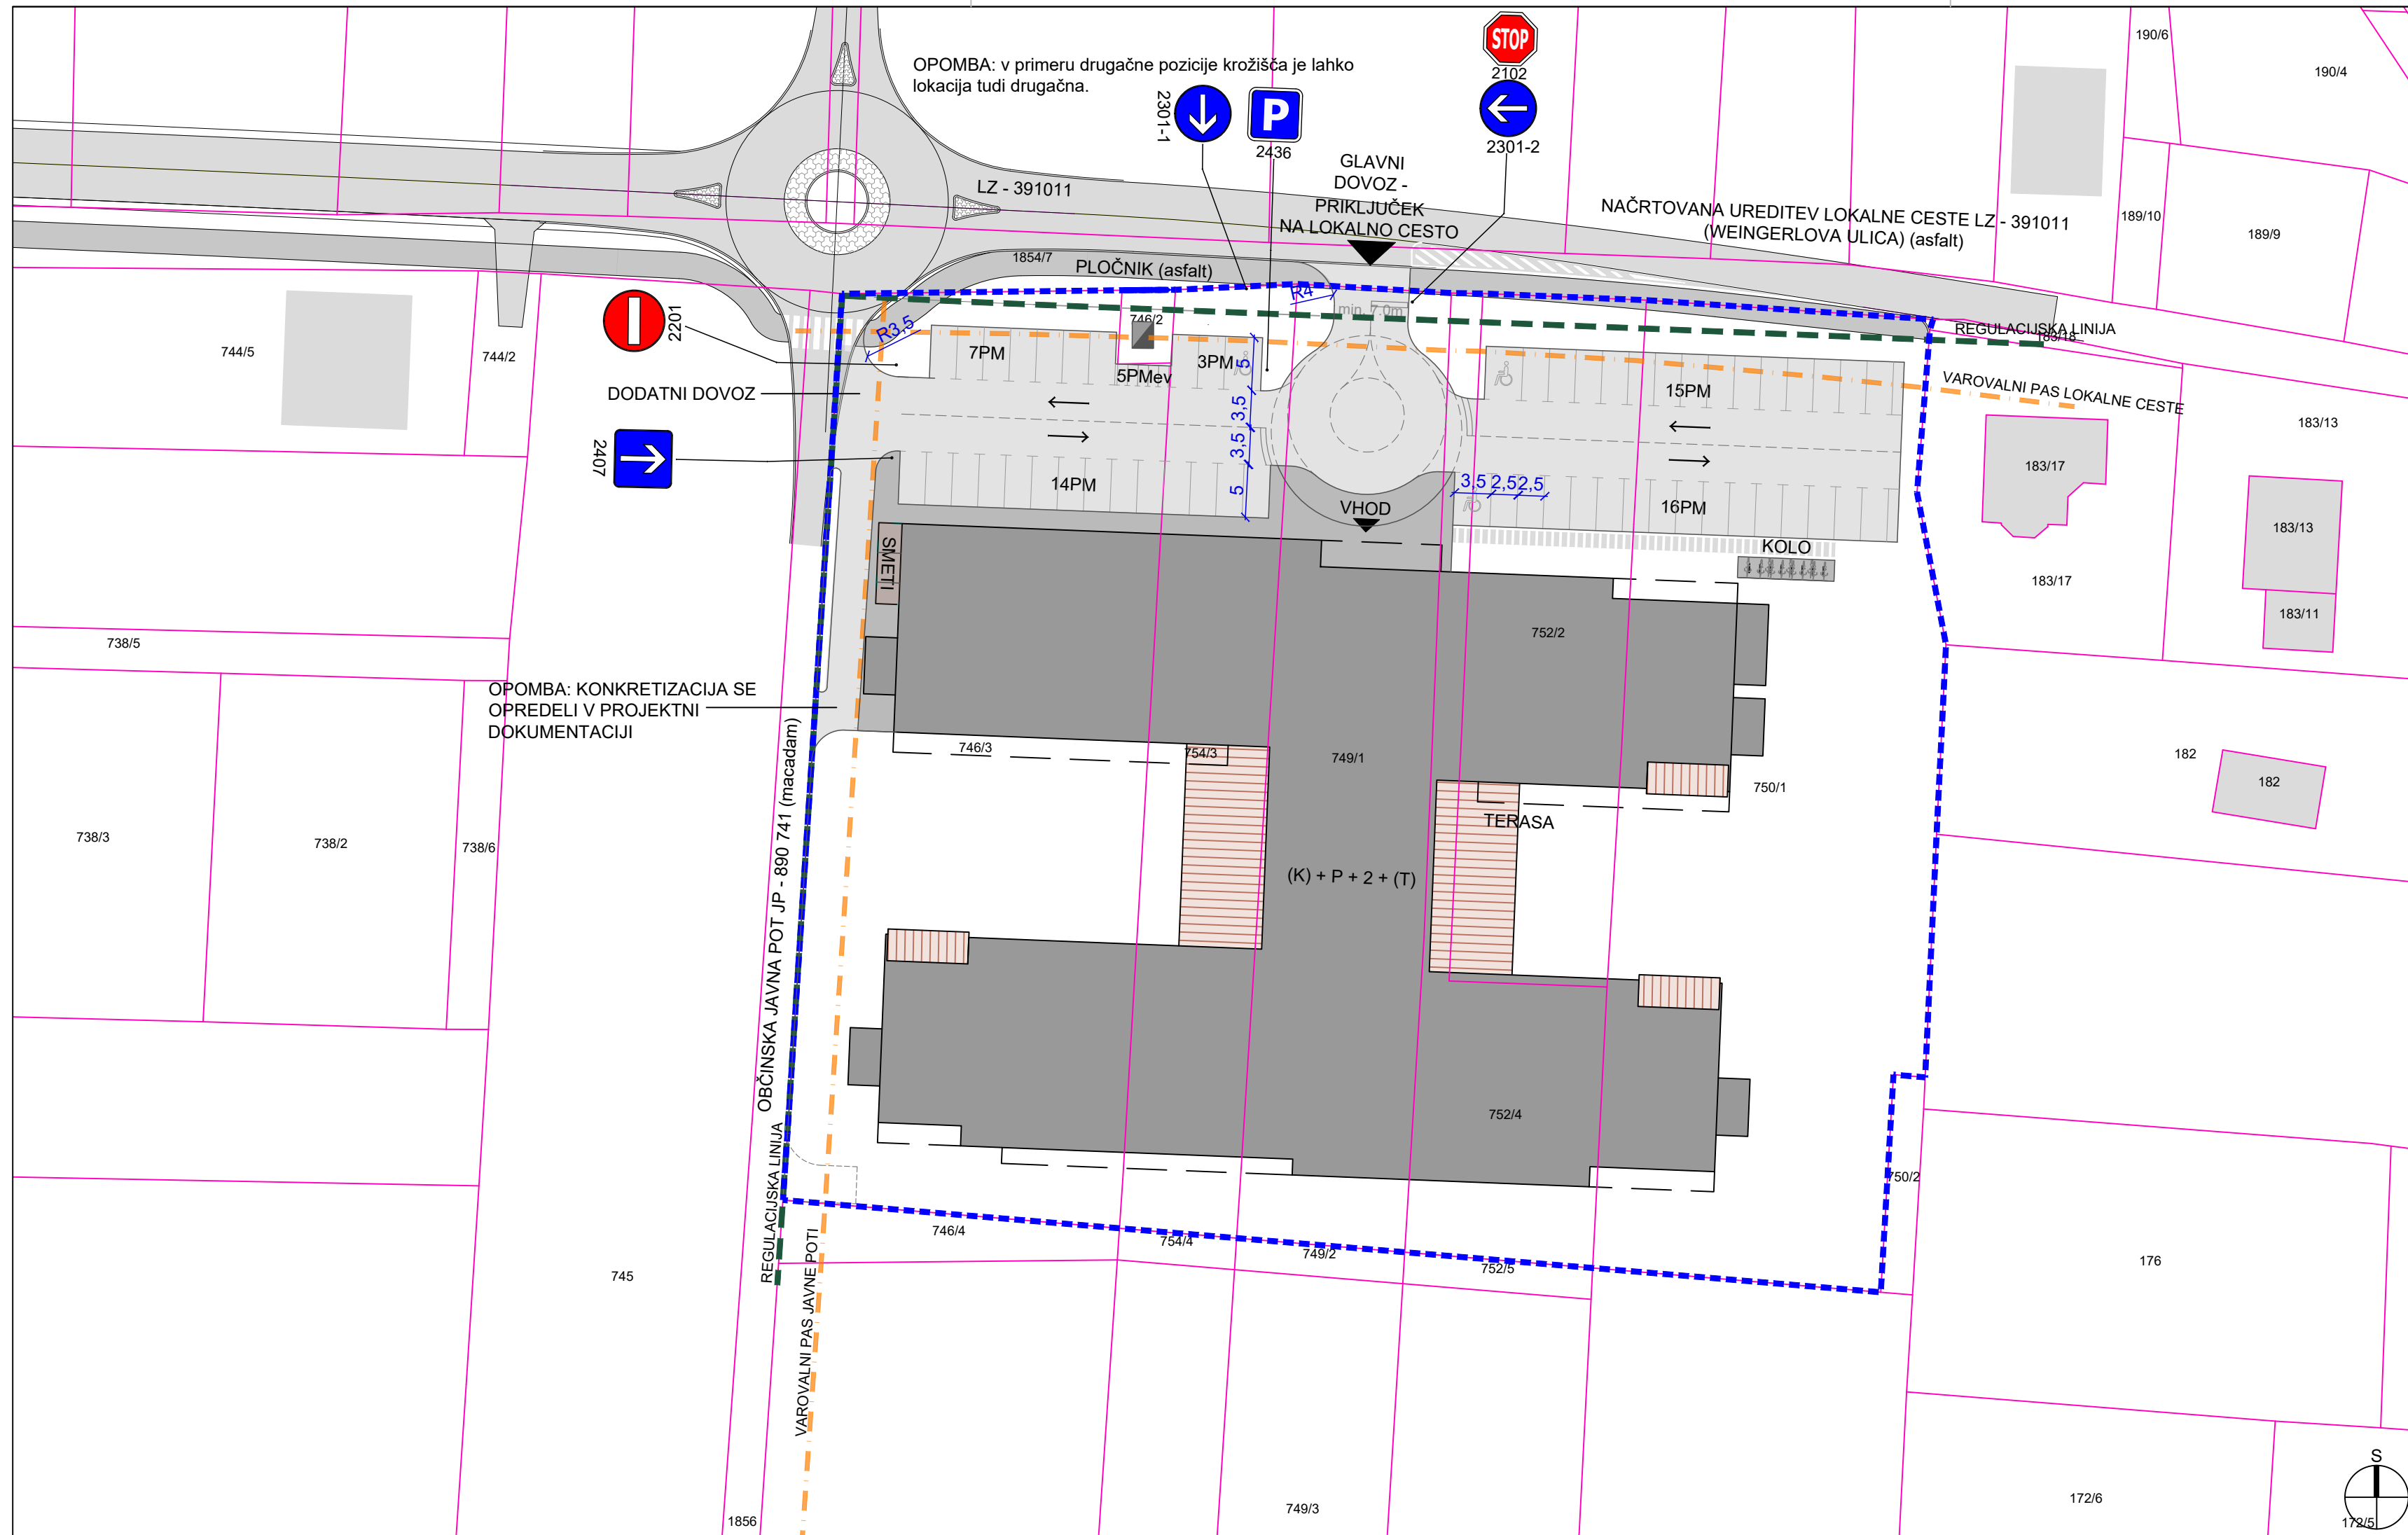 OPOMBA: v primeru drugačne pozicije krožišča je lahko
lokacija tudi drugačna.
STOP
2102
2301-1
P
2436
2301-2
190/6
190/4
GLAVNI
DOVOZ -
PRIKLJUČEK
NA LOKALNO CESTO
LZ - 391011
NAČRTOVANA UREDITEV LOKALNE CESTE LZ - 391011
(WEINGERLOVA ULICA) (asfalt)
189/10
189/9
1854/7
PLOČNIK (asfalt)
R4
min. 7.0m
746/2
R3,5
2201
REGULACIJSKA LINIJA
183/18
744/5
744/2
7PM
5PMev
3PM
5
3,5
3,5
5
15PM
VAROVALNI PAS LOKALNE CESTE
DODATNI DOVOZ
2407
14PM
VHOD
3,5
2,5
2,5
16PM
KOLO
183/17
183/13
183/13
183/17
183/11
SMETI
738/5
752/2
OPOMBA: KONKRETIZACIJA SE
OPREDELI V PROJEKTNI
DOKUMENTACIJI
746/3
754/3
749/1
750/1
182
182
TERASA
738/3
738/2
738/6
OBČINSKA JAVNA POT JP - 890 741 (macadam)
(K) + P + 2 + (T)
752/4
REGULACIJSKA LINIJA
750/2
746/4
754/4
749/2
752/5
745
VAROVALNI PAS JAVNE POTI
176
1856
749/3
172/6
S
172/5